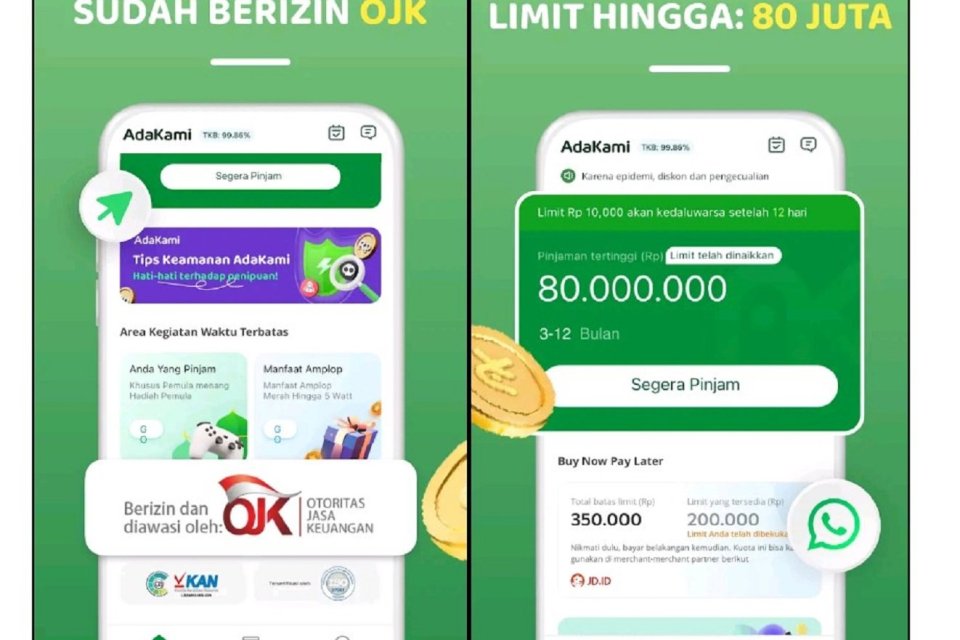 SUDAH BERIZIN OJK
AdaKami TKB: 99.86%
Segera Pinjam
AdaKami
Tips Keamanan AdaKami
Hati-hati terhadap penipuan!
Area Kegiatan Waktu Terbatas
Anda Yang Pinjam
Khusus Pemula menang
Hadiah Pemula
G
O
Manfaat Amplop
Manfaat Amplop
Merah Hingga 5 Watt
G
O
Berizin dan
diawasi oleh:
OJK
OTORITAS
JASA
KEUANGAN
KAN
Tersertifikasi oleh
LIMIT HINGGA: 80 JUTA
AdaKami TKB: 99.86%
Karena epidemi, diskon dan pengecualian
Limit Rp 10,000 akan kedaluwarsa setelah 12 hari
Pinjaman tertinggi (Rp) Limit telah dinaikkan
80.000.000
3-12 Bulan
Segera Pinjam
Buy Now Pay Later
Total batas limit (Rp)
350.000
Limit yang tersedia (Rp)
200.000
Limit Anda telah dibekuka
Nikmati dulu, bayar belakangan kemudian. Kuota ini bisa
gunakan di merchant-merchant partner berikut
JD.ID